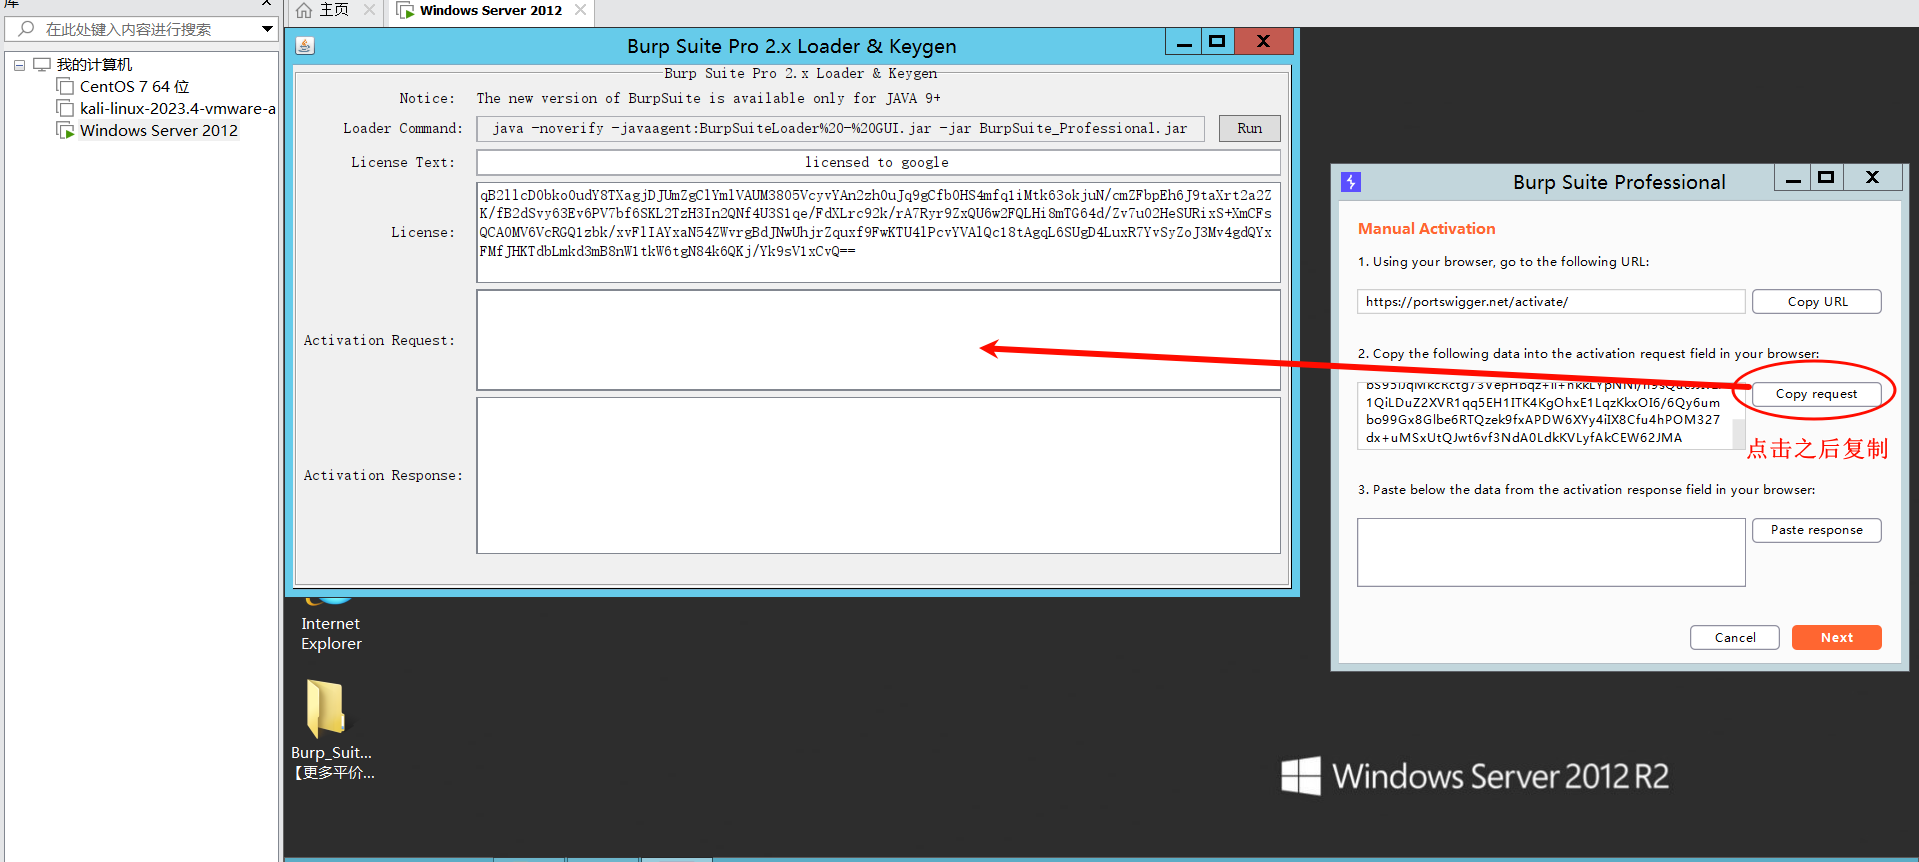 库
在此处键入内容进行搜索
我的计算机
CentOS 7 64 位
kali-linux-2023.4-vmware-a
Windows Server 2012
主页
Windows Server 2012
Burp Suite Pro 2.x Loader & Keygen
Burp Suite Pro 2.x Loader & Keygen
Notice: The new version of BurpSuite is available only for JAVA 9+
Loader Command: java -noverify -javaagent:BurpSuiteLoader%20-%20GUI.jar -jar BurpSuite_Professional.jar Run
License Text: licensed to google
License:
qB2llcD0bko0udY8TXagjDJUmZgClYmlVAUM3805VcyvYAn2zh0uJq9gCfb0HS4mfq1iMtk63okjuN/cmZFbpEh6J9taXrt2a2Z
K/fB2dSvy63Ev6PV7bf6SKL2TzH3In2QNf4U3S1qe/FdXLrc92k/rA7Ryr9ZxQU6w2FQLHi8mTG64d/Zv7u02HeSURixS+XmCFs
QCA0MV6VcRGQ1zbk/xvFlIAYxaN54ZWvrgBdJNwUhjrZquxf9FwKTU4lPcvYVAlQc18tAgqL6SUgD4LuxR7YvSyZoJ3Mv4gdQYx
FMfJHKTdbLmkd3mB8nW1tkW6tgN84k6QKj/Yk9sV1xCvQ==
Activation Request:
Activation Response:
Burp Suite Professional
Manual Activation
1. Using your browser, go to the following URL:
https://portswigger.net/activate/
Copy URL
2. Copy the following data into the activation request field in your browser:
1QiLDuZ2XVR1qq5EH1ITK4KgOhxE1LqzKkxOI6/6Qy6um
bo99Gx8Glbe6RTQzek9fxAPDW6XYy4iIX8Cfu4hPOM327
dx+uMSxUtQJwt6vf3NdA0LdkKVLyfAkCEW62JMA
Copy request
点击之后复制
3. Paste below the data from the activation response field in your browser:
Paste response
Cancel
Next
Internet
Explorer
Burp_Suit...
【更多平价...
Windows Server 2012 R2